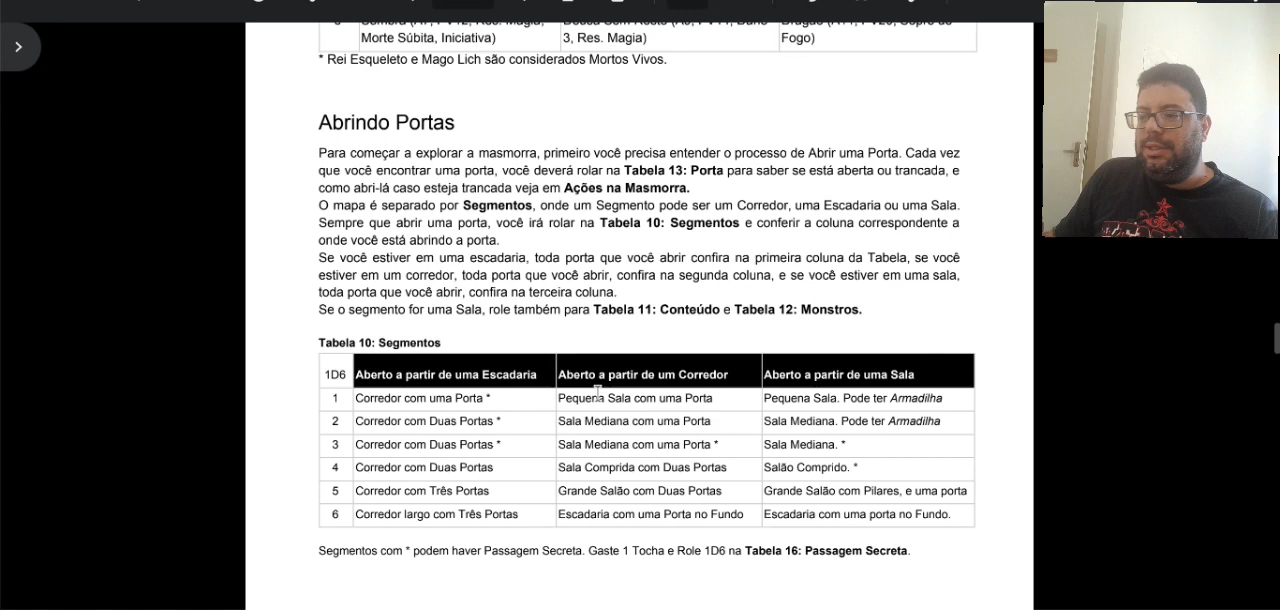 Morte Súbita, Iniciativa)
3, Res. Magia)
Fogo)
* Rei Esqueleto e Mago Lich são considerados Mortos Vivos.
Abrindo Portas
Para começar a explorar a masmorra, primeiro você precisa entender o processo de Abrir uma Porta. Cada vez
que você encontrar uma porta, você deverá rolar na Tabela 13: Porta para saber se está aberta ou trancada, e
como abri-lá caso esteja trancada veja em Ações na Masmorra.
O mapa é separado por Segmentos, onde um Segmento pode ser um Corredor, uma Escadaria ou uma Sala.
Sempre que abrir uma porta, você irá rolar na Tabela 10: Segmentos e conferir a coluna correspondente a
onde você está abrindo a porta.
Se você estiver em uma escadaria, toda porta que você abrir confira na primeira coluna da Tabela, se você
estiver em um corredor, toda porta que você abrir, confira na segunda coluna, e se você estiver em uma sala,
toda porta que você abrir, confira na terceira coluna.
Se o segmento for uma Sala, role também para Tabela 11: Conteúdo e Tabela 12: Monstros.
Tabela 10: Segmentos
1D6 Aberto a partir de uma Escadaria Aberto a partir de um Corredor Aberto a partir de uma Sala
1 Corredor com uma Porta * Pequena Sala com uma Porta Pequena Sala. Pode ter Armadilha
2 Corredor com Duas Portas * Sala Mediana com uma Porta Sala Mediana. Pode ter Armadilha
3 Corredor com Duas Portas * Sala Mediana com uma Porta * Sala Mediana. *
4 Corredor com Duas Portas Sala Comprida com Duas Portas Salão Comprido. *
5 Corredor com Três Portas Grande Salão com Duas Portas Grande Salão com Pilares, e uma porta
6 Corredor largo com Três Portas Escadaria com uma Porta no Fundo Escadaria com uma porta no Fundo.
Segmentos com * podem haver Passagem Secreta. Gaste 1 Tocha e Role 1D6 na Tabela 16: Passagem Secreta.